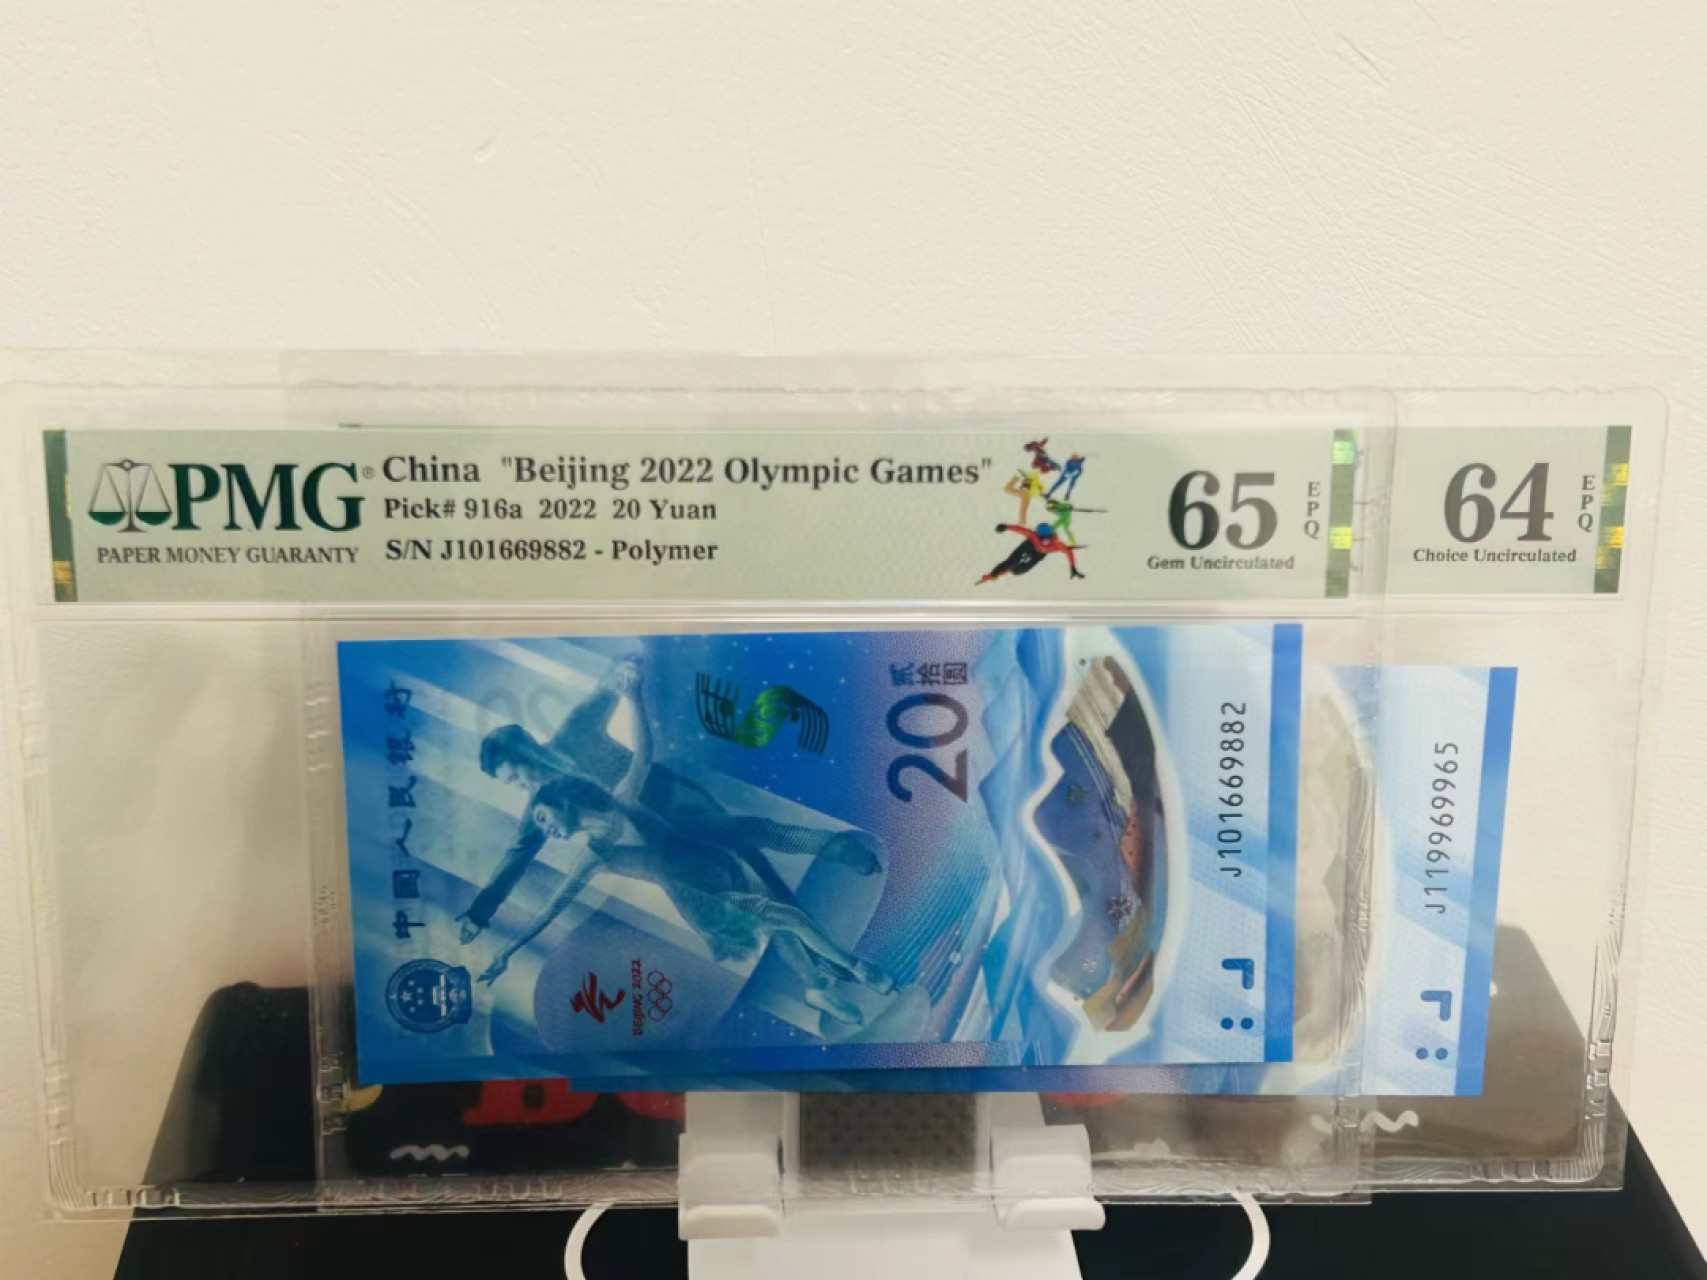 PMG®
PAPER MONEY GUARANTY
China "Beijing 2022 Olympic Games"
Pick# 916a 2022 20 Yuan
S/N J101669882 - Polymer
65
EPQ
Gem Uncirculated
64
EPQ
Choice Uncirculated
中國人民银行
贰拾圆
20
BEIJING 2022
J101669882
J119969965